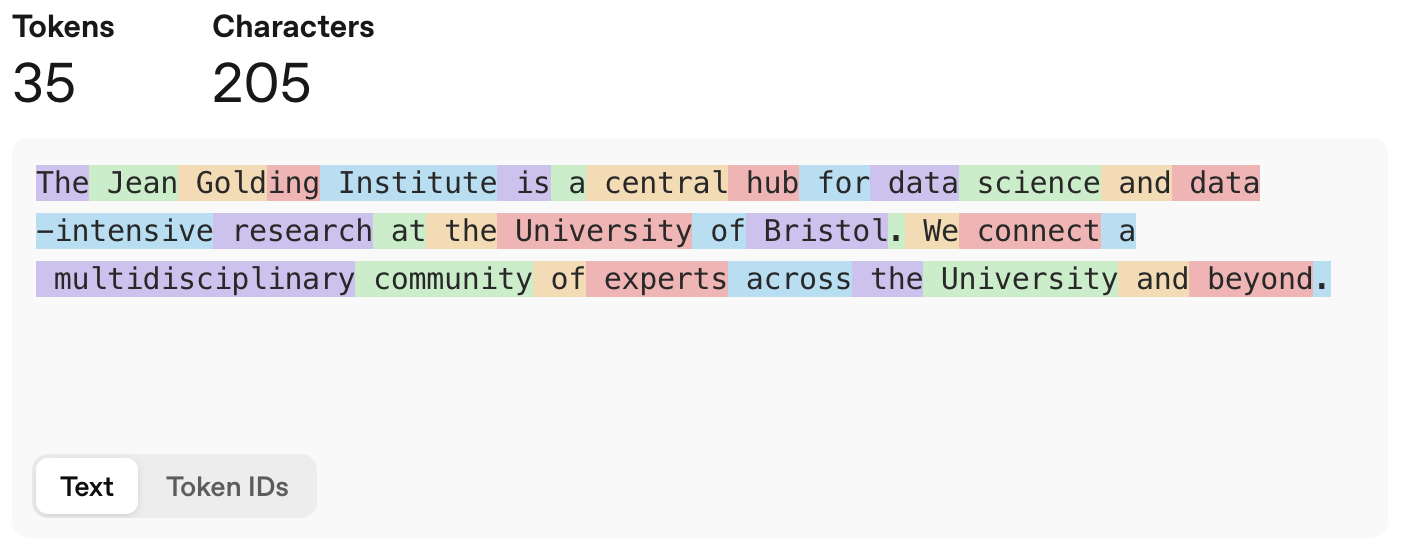 Tokens Characters
35 205
The Jean Golding Institute is a central hub for data science and data
-intensive research at the University of Bristol. We connect a
multidisciplinary community of experts across the University and beyond.
Text Token IDs